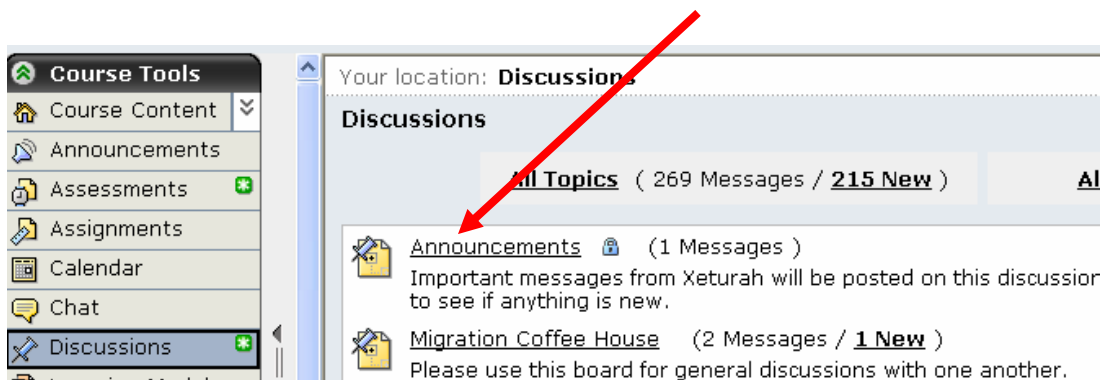 Course Tools
Course Content
Announcements
Assessments
Assignments
Calendar
Chat
Discussions
Your location: Discussions
Discussions
All Topics ( 269 Messages / 215 New )
Announcements (1 Messages )
Important messages from Xeturah will be posted on this discussion
to see if anything is new.
Migration Coffee House (2 Messages / 1 New )
Please use this board for general discussions with one another.